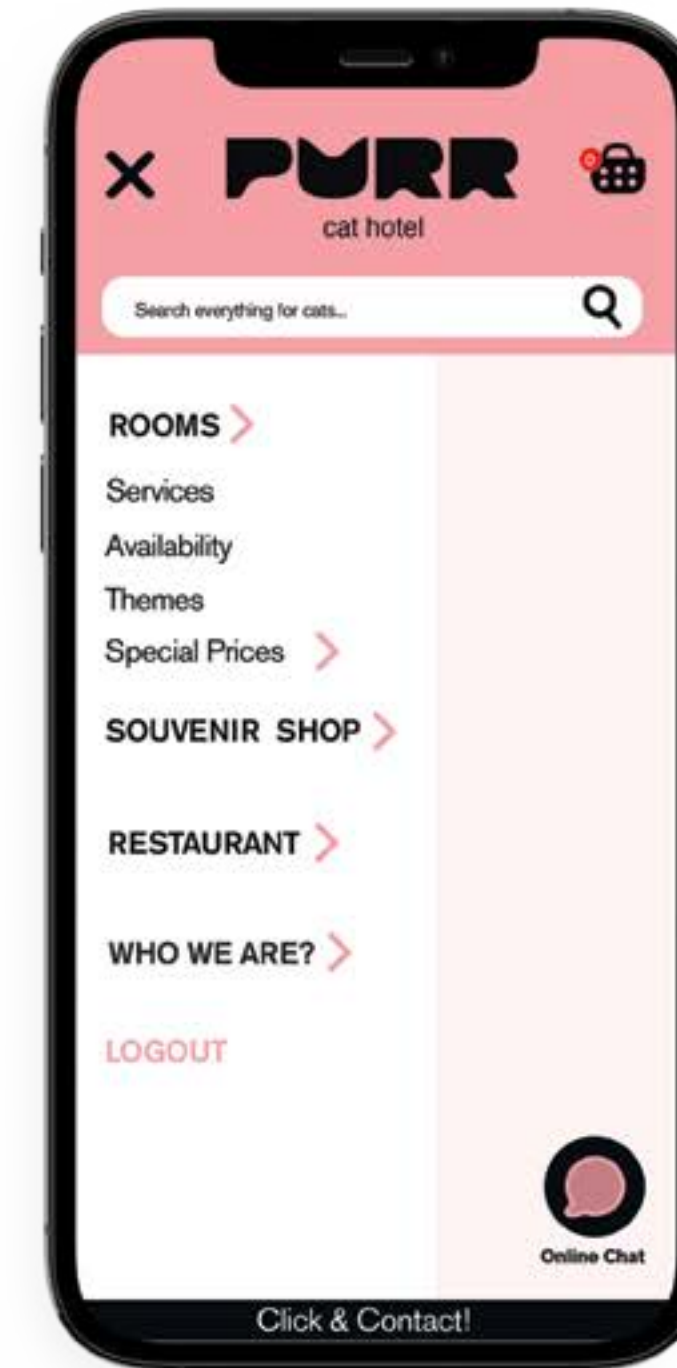 PURR
0
cat hotel
Search everything for cats...
ROOMS
Services
Availability
Themes
Special Prices
SOUVENIR SHOP
RESTAURANT
WHO WE ARE?
LOGOUT
Online Chat
Click & Contact!